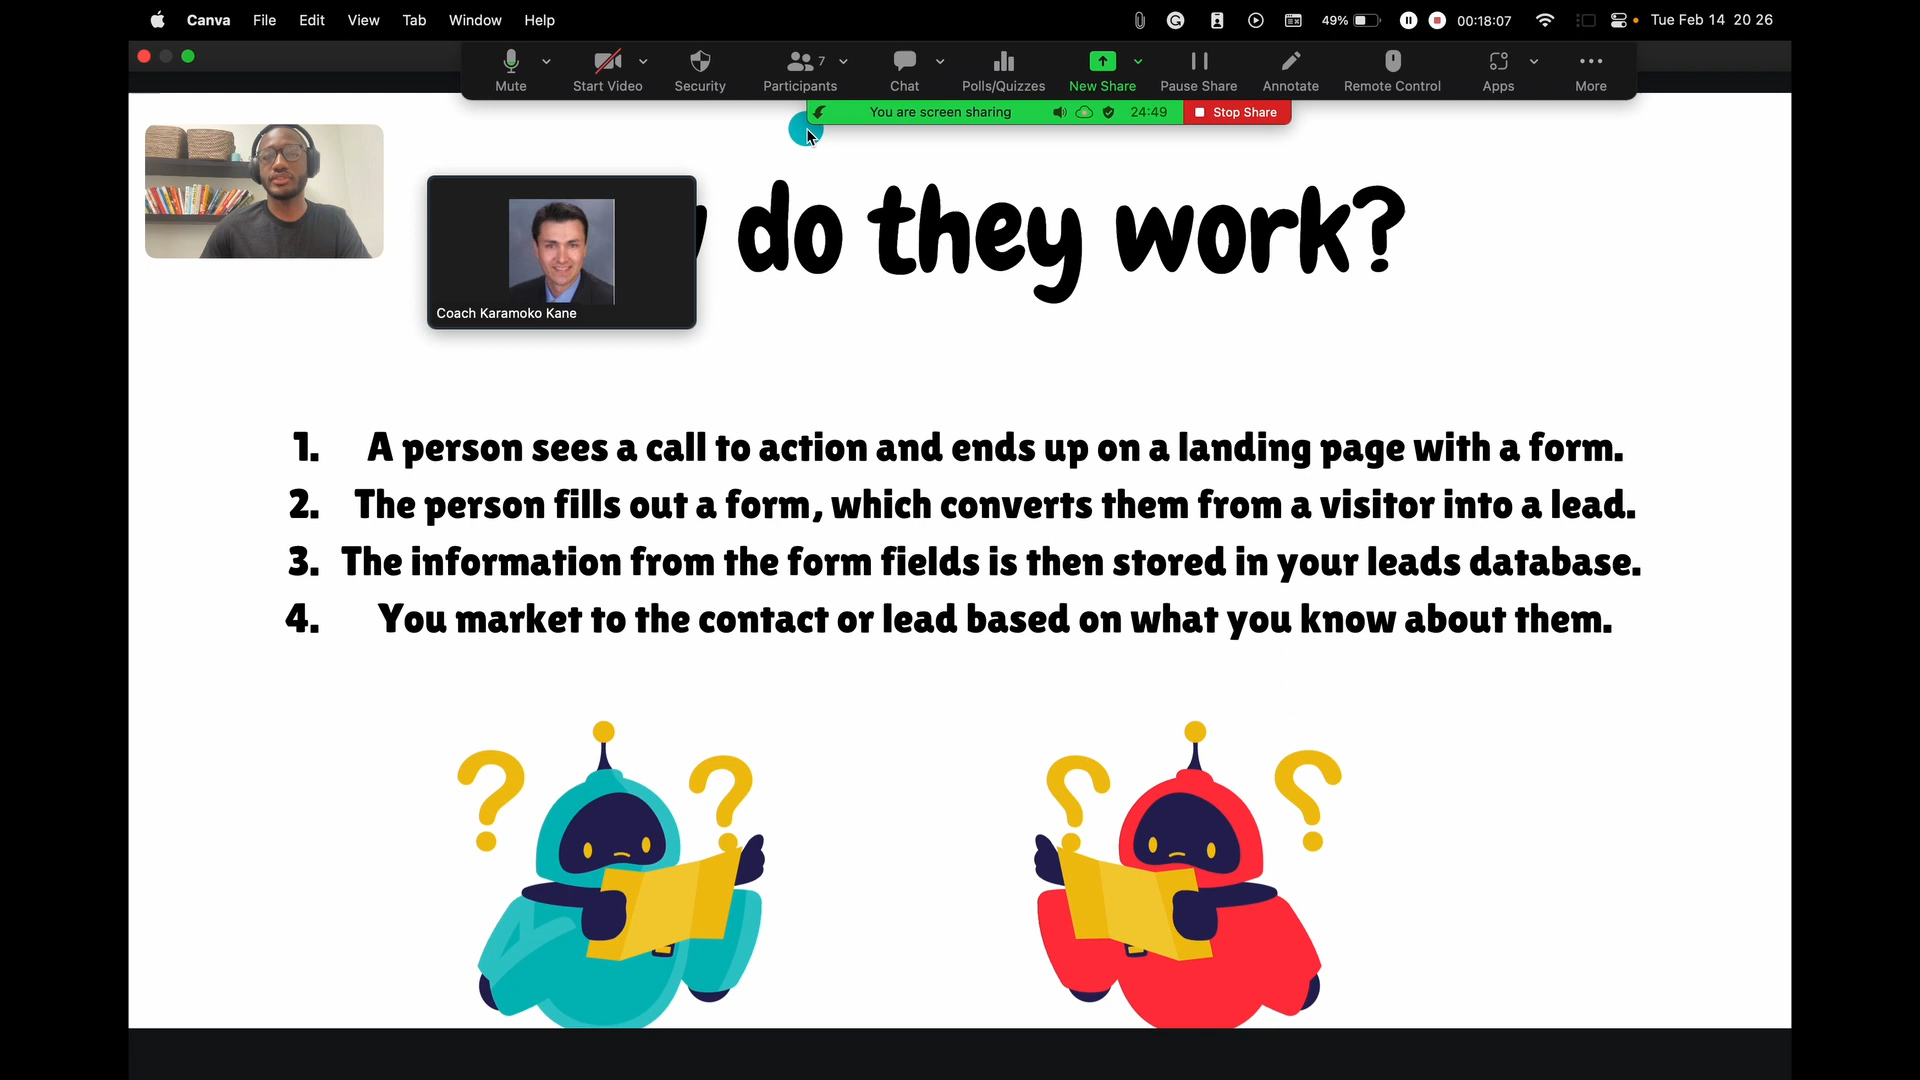 Canva File Edit View Tab Window Help 49% 00:18:07 Tue Feb 14 20 26
7
Mute Start Video Security Participants Chat Polls/Quizzes New Share Pause Share Annotate Remote Control Apps More
You are screen sharing 24:49 Stop Share
do they work?
Coach Karamoko Kane
1. A person sees a call to action and ends up on a landing page with a form.
2. The person fills out a form, which converts them from a visitor into a lead.
3. The information from the form fields is then stored in your leads database.
4. You market to the contact or lead based on what you know about them.
? ? ? ?